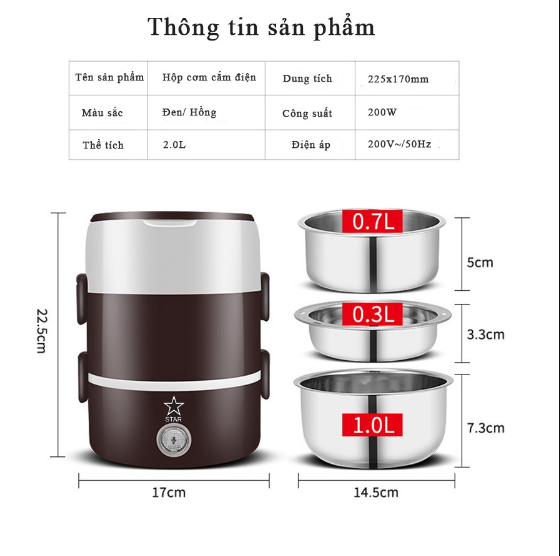 Thông tin sản phẩm
Tên sản phẩm Hộp cơm cắm điện Dung tích 225x170mm
Màu sắc Đen/ Hồng Công suất 200W
Thể tích 2.0L Điện áp 200V~/50Hz
0.7L
5cm
0.3L
3.3cm
22.5cm
STAR
1.0L
7.3cm
17cm
14.5cm